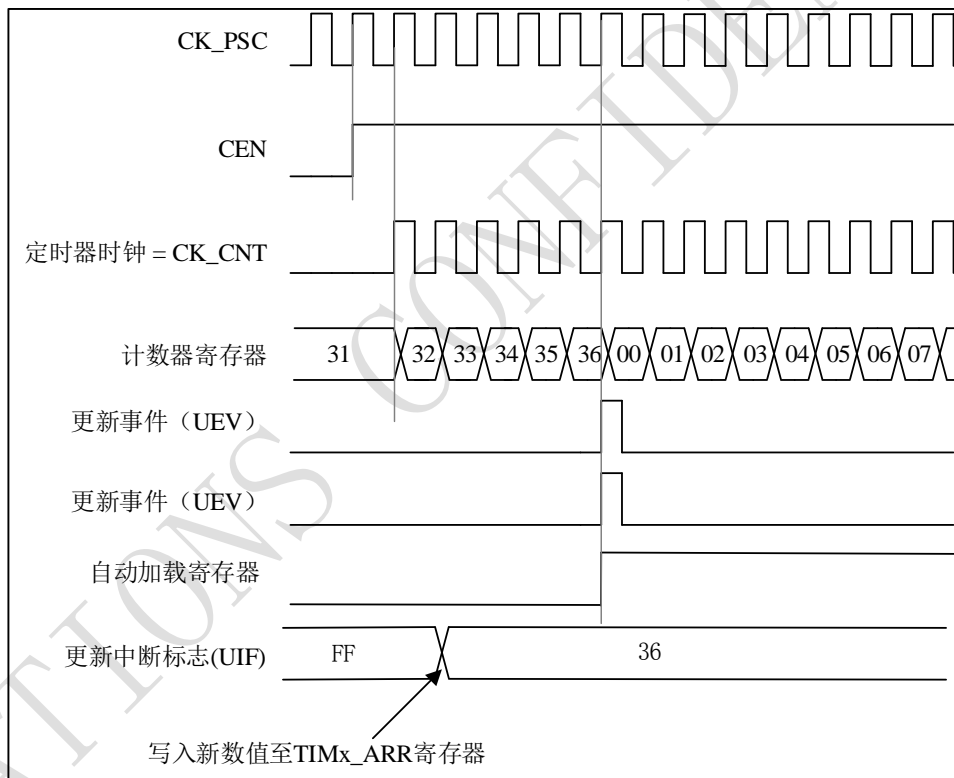 CK_PSC
CEN
定时器时钟 = CK_CNT
计数器寄存器 31 32 33 34 35 36 00 01 02 03 04 05 06 07
更新事件（UEV）
更新事件（UEV）
自动加载寄存器
更新中断标志(UIF) FF 36
写入新数值至TIMx_ARR寄存器
ATIONS CONFIDEN